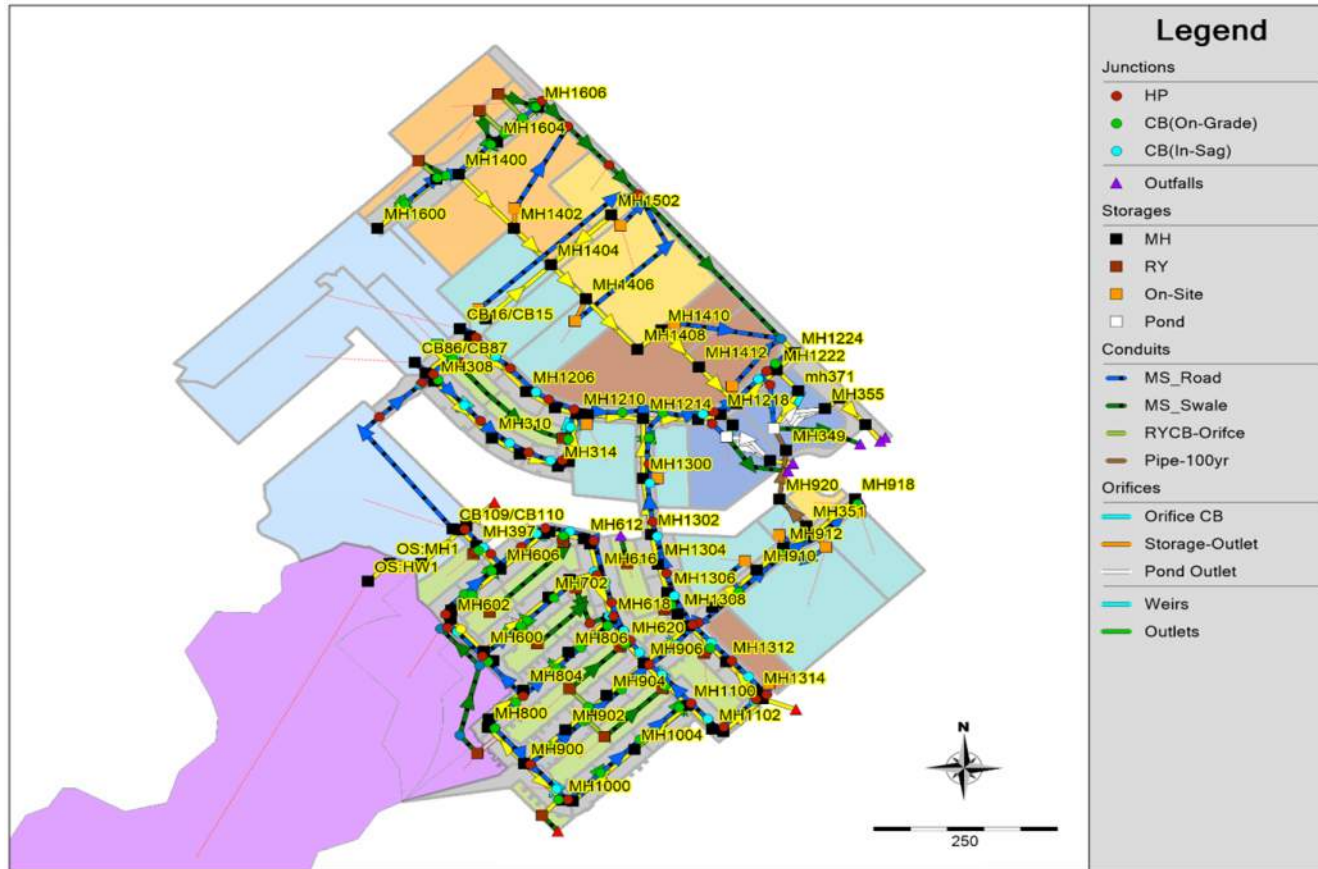 Legend
Junctions
HP
CB(On-Grade)
CB(In-Sag)
Outfalls
Storages
MH
RY
On-Site
Pond
Conduits
MS_Road
MS_Swale
RYCB-Orifce
Pipe-100yr
Orifices
Orifice CB
Storage-Outlet
Pond Outlet
Weirs
Outlets
MH1606
MH1604
MH1400
MH1600
MH1402
MH1502
MH1404
MH1406
CB16/CB15
MH1410
MH1408
MH1224
CB86/CB87
MH1222
MH308
MH1412
mh371
MH1206
MH355
MH1210
MH1214
MH1218
MH310
MH349
MH314
MH1300
MH920
MH918
CB109/CB110
MH1302
MH351
MH397
MH612
MH912
OS:MH1
MH606
MH616
MH1304
MH910
OS:HW1
MH702
MH1306
MH602
MH618
MH1308
MH600
MH806
MH620
MH906
MH1312
MH804
MH904
MH1314
MH800
MH902
MH1100
MH1102
MH900
MH1004
MH1000
N
250